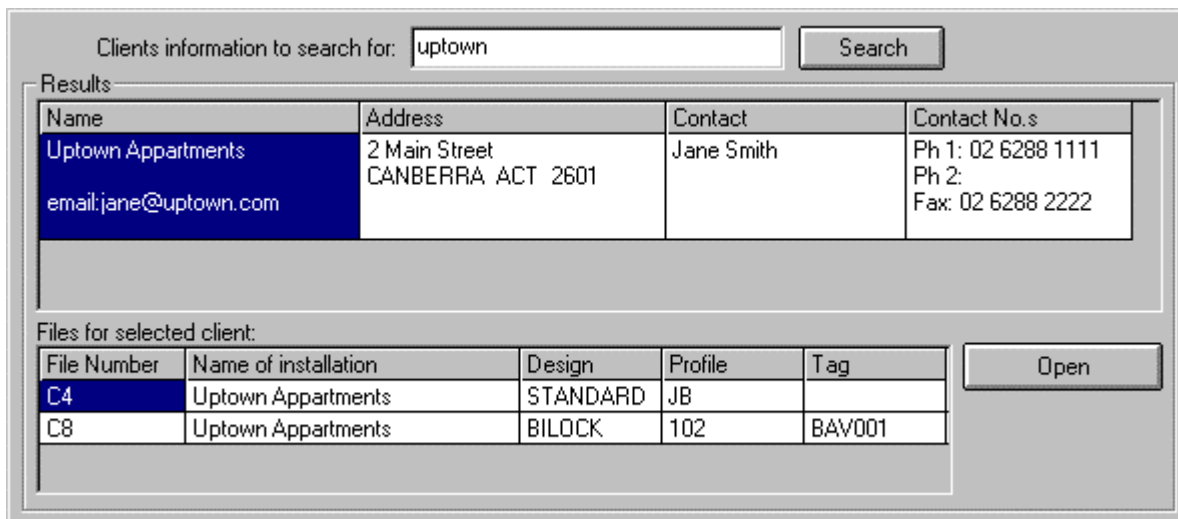 Clients information to search for: uptown Search
Results
Name Address Contact Contact No.s
Uptown Appartments 2 Main Street Jane Smith Ph 1: 02 6288 1111
CANBERRA ACT 2601 Ph 2:
email:jane@uptown.com Fax: 02 6288 2222
Files for selected client:
File Number Name of installation Design Profile Tag Open
C4 Uptown Appartments STANDARD JB
C8 Uptown Appartments BILOCK 102 BAV001